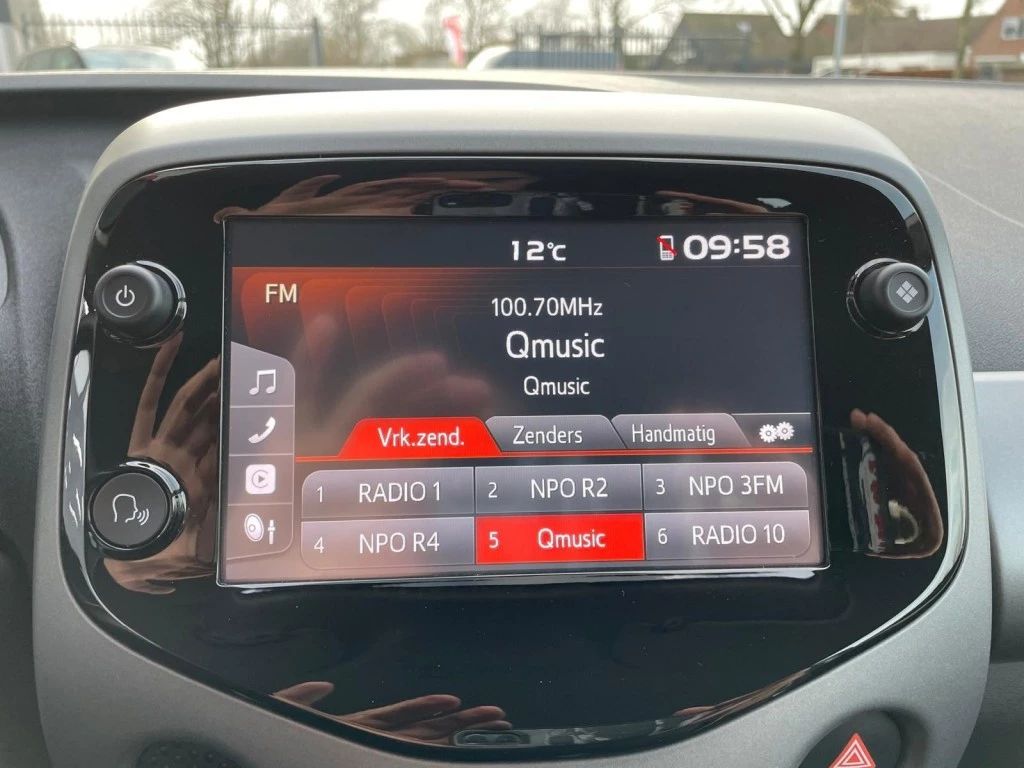 12°C 09:58
FM
100.70MHz
Qmusic
Qmusic
Vrk.zend. Zenders Handmatig
1 RADIO 1 2 NPO R2 3 NPO 3FM
4 NPO R4 5 Qmusic 6 RADIO 10